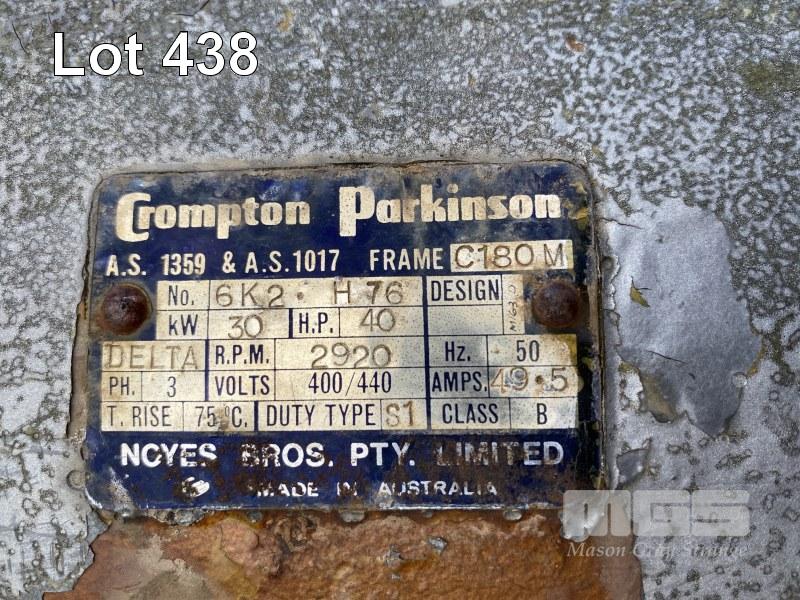 Lot 438
Crompton Parkinson
A.S. 1359 & A.S. 1017 FRAME C180M
No. 6K2. H76 DESIGN
kW 30 H.P. 40
DELTA R.P.M. 2920 Hz. 50
PH. 3 VOLTS 400/440 AMPS. 49.5
T. RISE 75°C. DUTY TYPE S1 CLASS B
NOYES BROS. PTY. LIMITED
MADE IN AUSTRALIA
MGS
Mason Gray Strange